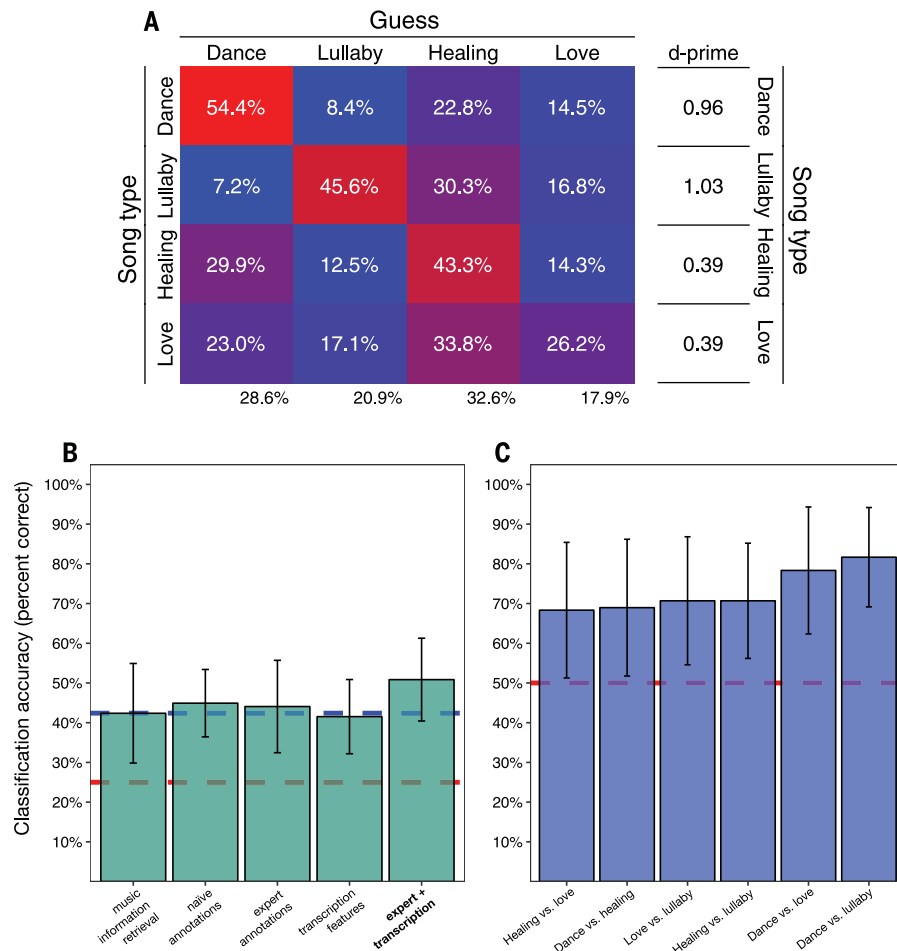 A
Guess
Dance Lullaby Healing Love d-prime
Song type
Dance 54.4% 8.4% 22.8% 14.5% 0.96 Dance
Lullaby 7.2% 45.6% 30.3% 16.8% 1.03 Lullaby
Healing 29.9% 12.5% 43.3% 14.3% 0.39 Healing
Love 23.0% 17.1% 33.8% 26.2% 0.39 Love
Song type
28.6% 20.9% 32.6% 17.9%
B
Classification accuracy (percent correct)
100%
90%
80%
70%
60%
50%
40%
30%
20%
10%
music
information
retrieval
naïve
annotations
expert
annotations
transcription
features
expert +
transcription
C
100%
90%
80%
70%
60%
50%
40%
30%
20%
10%
Healing vs. love
Dance vs. healing
Love vs. lullaby
Healing vs. lullaby
Dance vs. love
Dance vs. lullaby